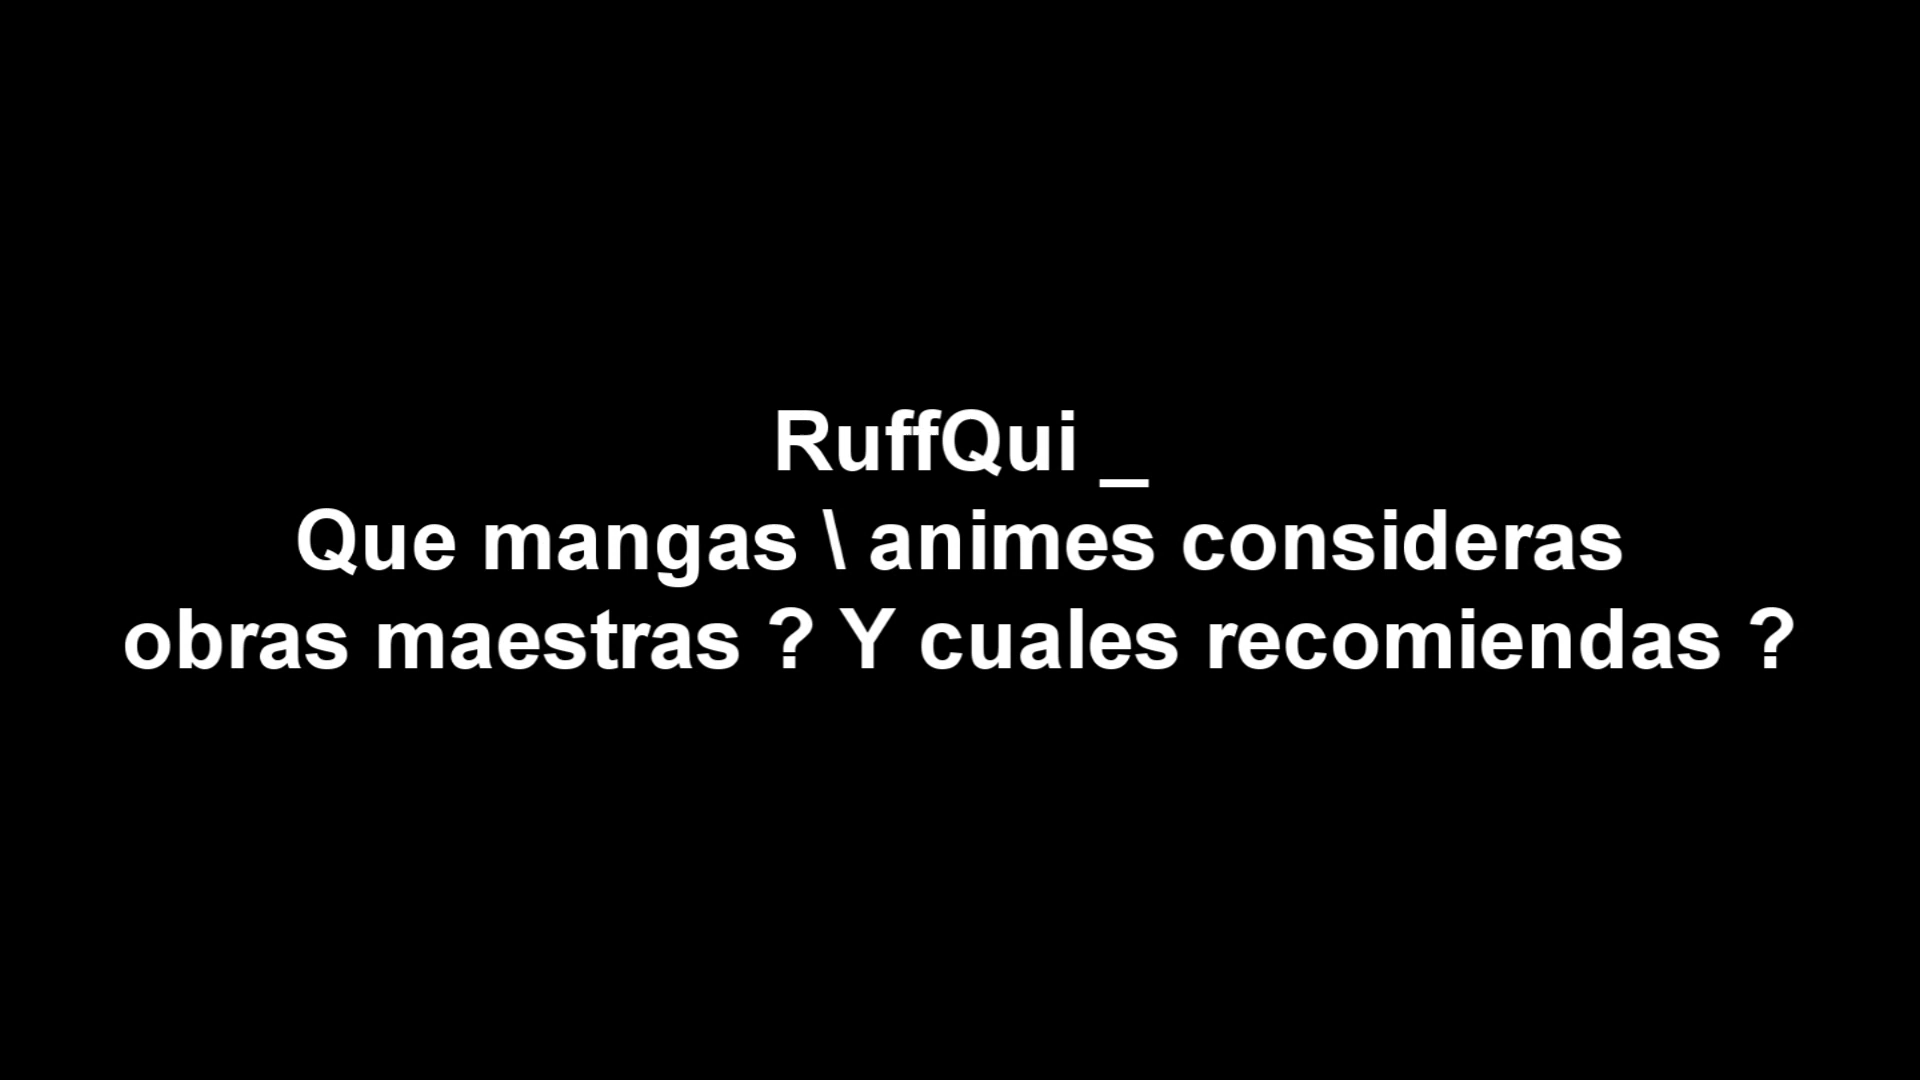 RuffQui _
Que mangas \ animes consideras
obras maestras ? Y cuales recomiendas ?